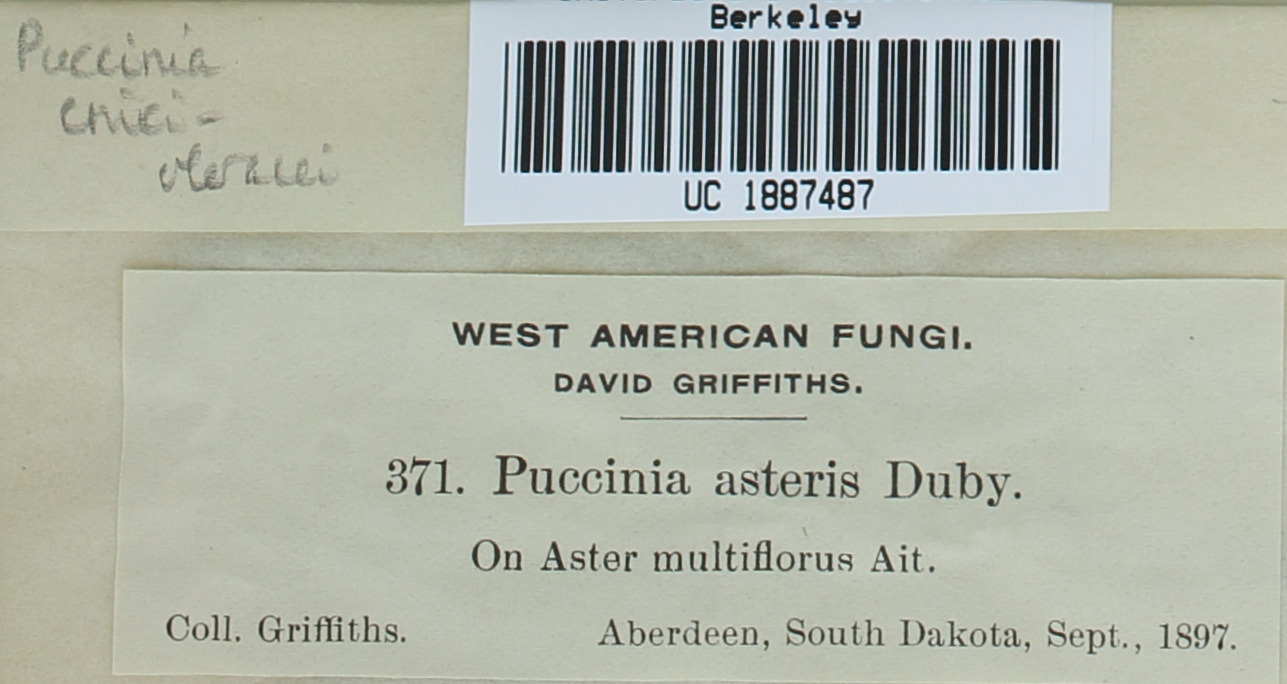 Puccinia
cnici-
oleracei
Berkeley
UC 1887487
WEST AMERICAN FUNGI.
DAVID GRIFFITHS.
371. Puccinia asteris Duby.
On Aster multiflorus Ait.
Coll. Griffiths. Aberdeen, South Dakota, Sept., 1897.